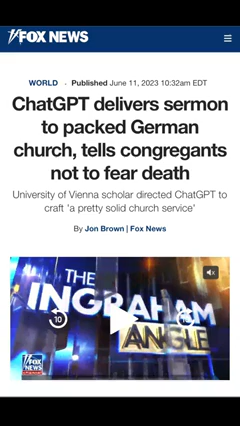 FOX NEWS
WORLD · Published June 11, 2023 10:32am EDT
ChatGPT delivers sermon
to packed German
church, tells congregants
not to fear death
University of Vienna scholar directed ChatGPT to
craft 'a pretty solid church service'
By Jon Brown | Fox News
THE
INGRAHAM
ANGLE
10
10
FOX
NEWS